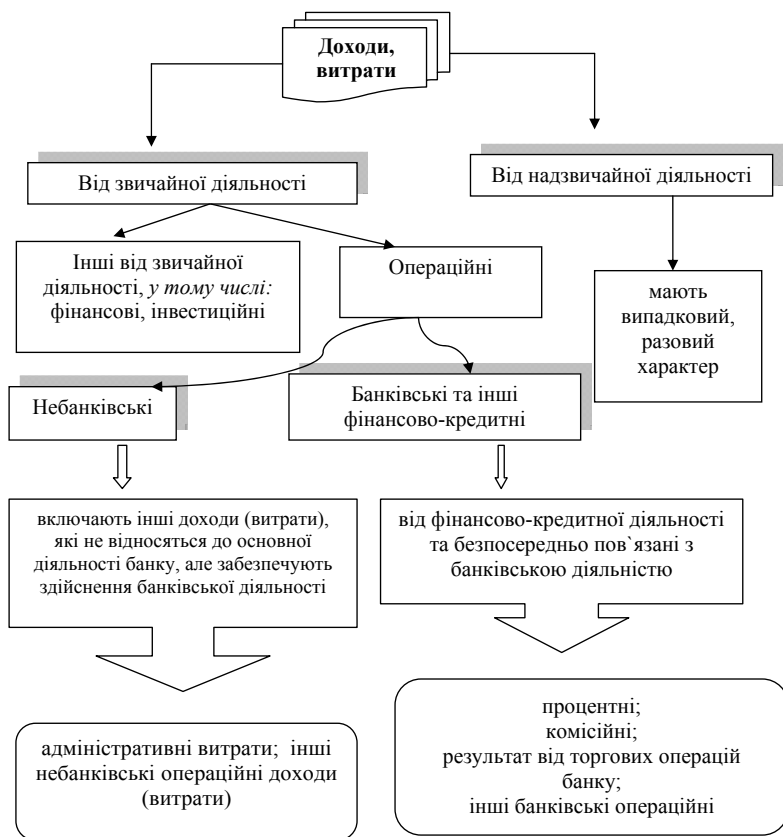 Доходи,
витрати
Від звичайної діяльності
Від надзвичайної діяльності
Інші від звичайної
діяльності, у тому числі:
фінансові, інвестиційні
Операційні
мають
випадковий,
разовий
характер
Небанківські
Банківські та інші
фінансово-кредитні
включають інші доходи (витрати),
які не відносяться до основної
діяльності банку, але забезпечують
здійснення банківської діяльності
від фінансово-кредитної діяльності
та безпосередньо пов`язані з
банківською діяльністю
адміністративні витрати; інші
небанківські операційні доходи
(витрати)
процентні;
комісійні;
результат від торгових операцій
банку;
інші банківські операційні